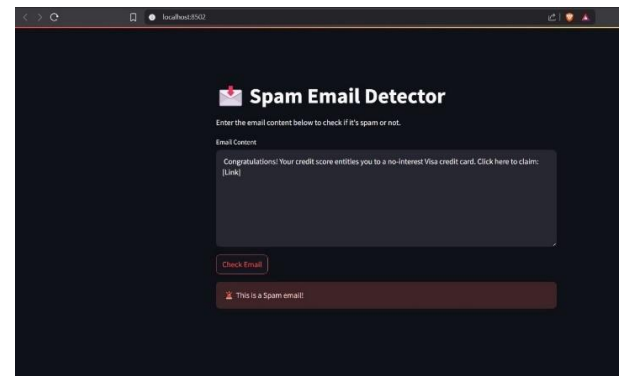 localhost:8502
Spam Email Detector
Enter the email content below to check if it's spam or not.
Email Content
Congratulations! Your credit score entitles you to a no-interest Visa credit card. Click here to claim:
[Link]
Check Email
This is a Spam email!